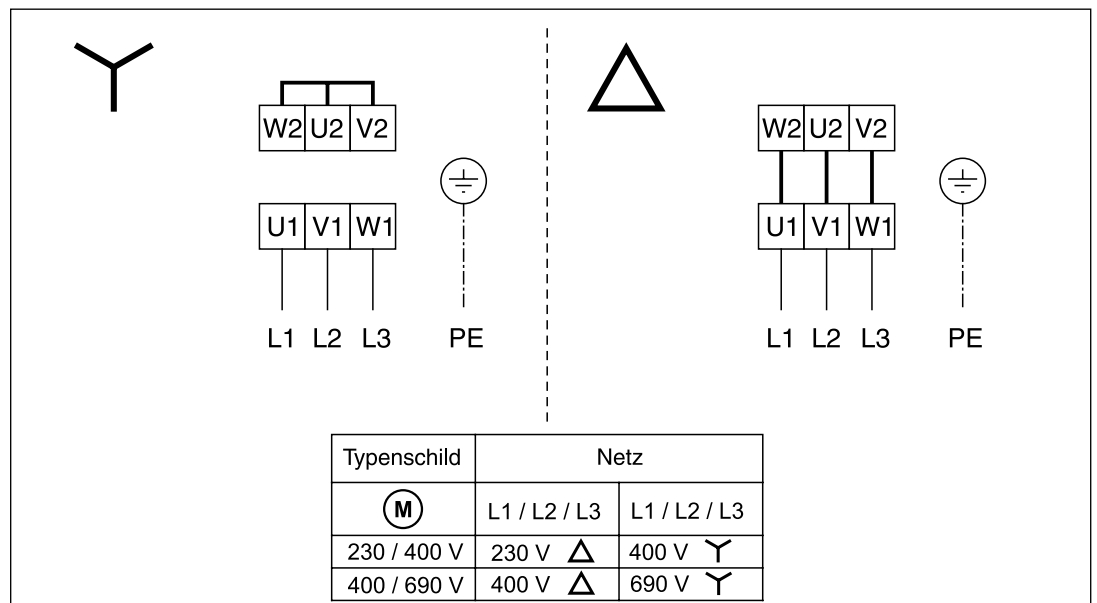 W2 U2 V2
U1 V1 W1
L1 L2 L3 PE
W2 U2 V2
U1 V1 W1
L1 L2 L3 PE
Typenschild Netz
M L1 / L2 / L3 L1 / L2 / L3
230 / 400 V 230 V 400 V
400 / 690 V 400 V 690 V